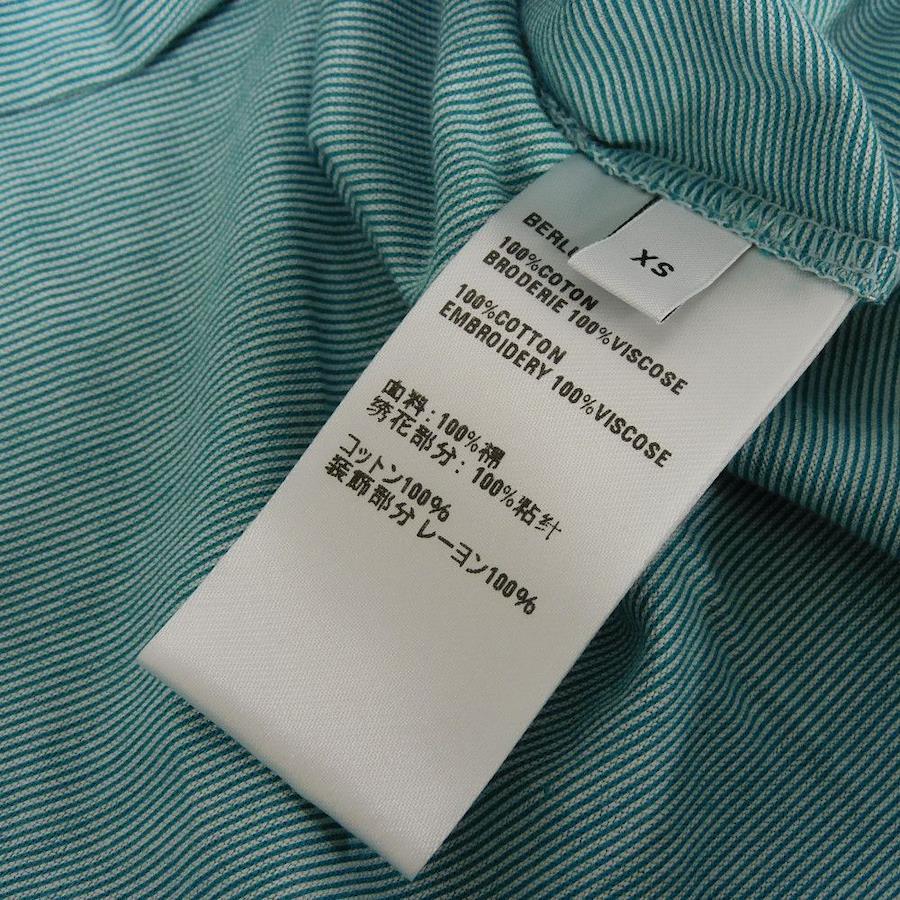 XS
100%COTON
BRODERIE 100%VISCOSE
100%COTTON
EMBROIDERY 100%VISCOSE
面料: 100%棉
绣花部分: 100%粘纤
コットン100%
装飾部分 レーヨン100%